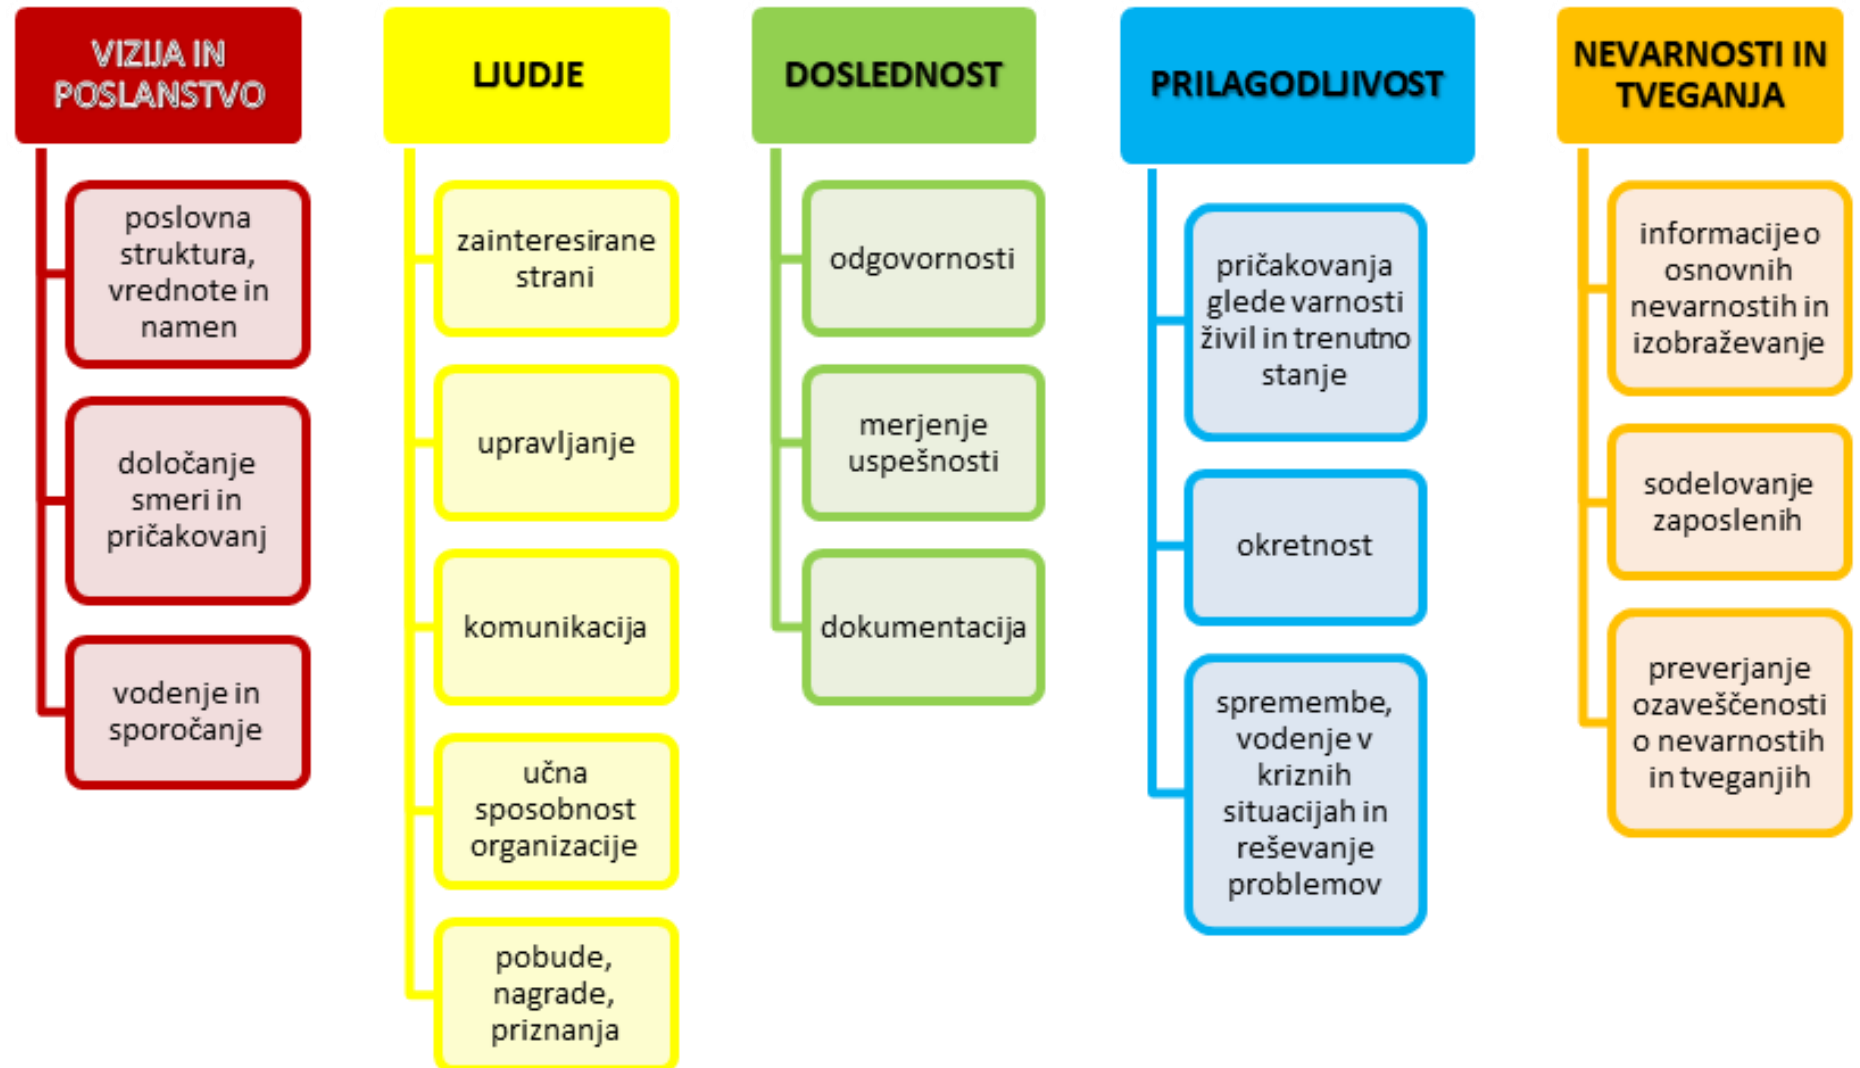 VIZIJA IN
POSLANSTVO
poslovna
struktura,
vrednote in
namen
določanje
smeri in
pričakovanj
vodenje in
sporočanje
LJUDJE
zainteresirane
strani
upravljanje
komunikacija
učna
sposobnost
organizacije
pobude,
nagrade,
priznanja
DOSLEDNOST
odgovornosti
merjenje
uspešnosti
dokumentacija
PRILAGODLJIVOST
pričakovanja
glede varnosti
živil in trenutno
stanje
okretnost
spremembe,
vodenje v
kriznih
situacijah in
reševanje
problemov
NEVARNOSTI IN
TVEGANJA
informacije o
osnovnih
nevarnostih in
izobraževanje
sodelovanje
zaposlenih
preverjanje
ozaveščenosti
o nevarnostih
in tveganjih